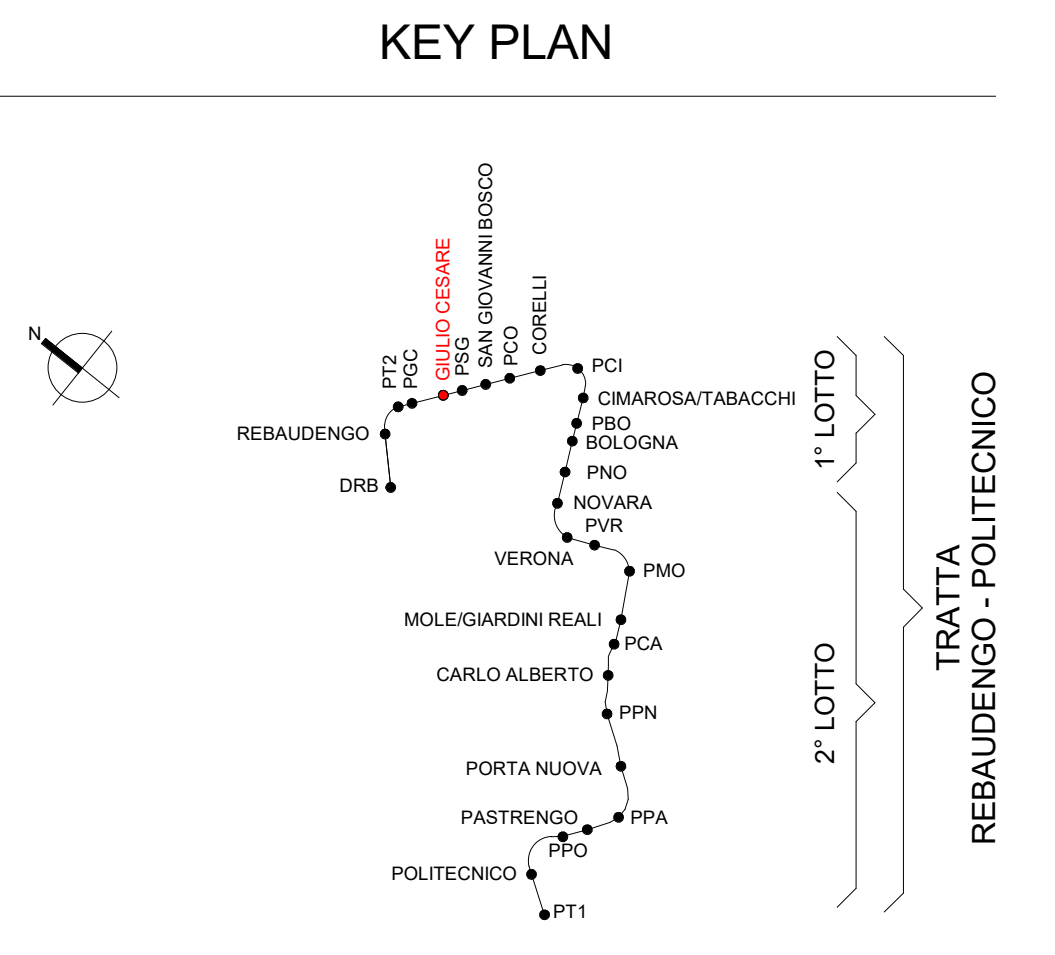 KEY PLAN
N
DRB
REBAUDENGO
PT2
PGC
GIULIO CESARE
PSG
SAN GIOVANNI BOSCO
PCO
CORELLI
PCI
CIMAROSA/TABACCHI
PBO
BOLOGNA
PNO
NOVARA
PVR
VERONA
PMO
MOLE/GIARDINI REALI
PCA
CARLO ALBERTO
PPN
PORTA NUOVA
PPA
PASTRENGO
PPO
POLITECNICO
PT1
1° LOTTO
2° LOTTO
TRATTA
REBAUDENGO - POLITECNICO